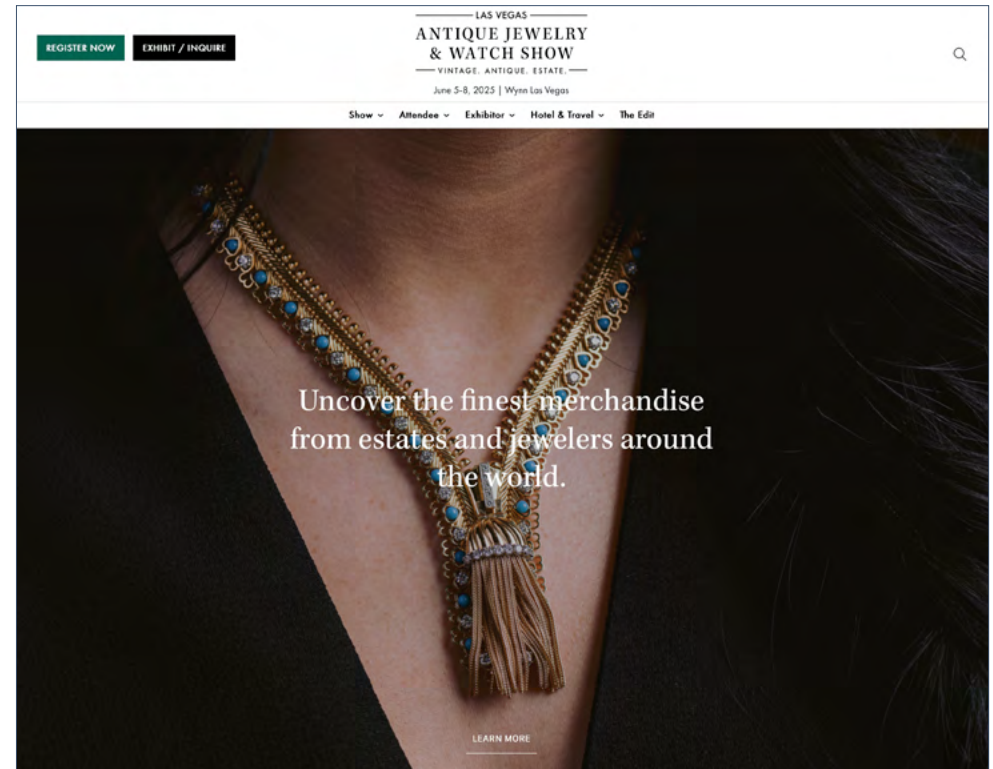 REGISTER NOW
EXHIBIT / INQUIRE
LAS VEGAS
ANTIQUE JEWELRY
& WATCH SHOW
VINTAGE. ANTIQUE. ESTATE.
June 5-8, 2025 | Wynn Las Vegas
Show
Attendee
Exhibitor
Hotel & Travel
The Edit
Uncover the finest merchandise
from estates and jewelers around
the world.
LEARN MORE